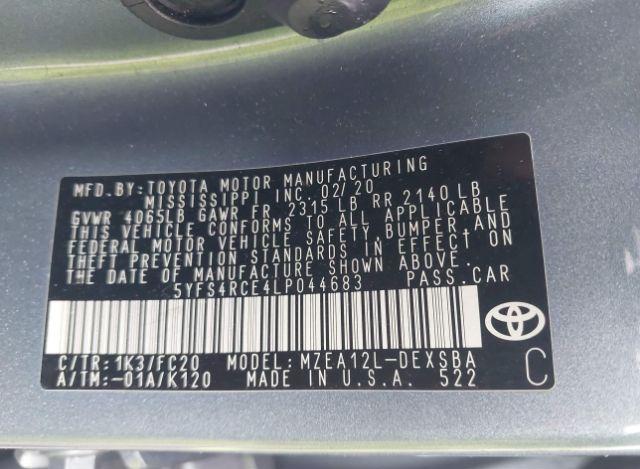 MFD.BY:TOYOTA MOTOR MANUFACTURING
MISSISSIPPI INC. 02/20
GVWR 4065LB GAWR FR 2315 LB RR 2140 LB
THIS VEHICLE CONFORMS TO ALL APPLICABLE
FEDERAL MOTOR VEHICLE SAFETY, BUMPER, AND
THEFT PREVENTION STANDARDS IN EFFECT ON
THE DATE OF MANUFACTURE SHOWN ABOVE.
5YFS4RCE4LP044683 PASS.CAR
C/TR:1K3/FC20 MODEL:MZEA12L-DEXSBA
A/TM:-01A/K120 MADE IN U.S.A. 522
C